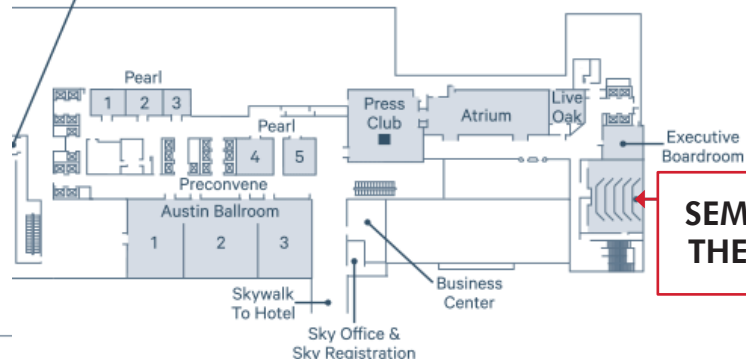 Pearl
1 2 3
Press
Club
Atrium
Live
Oak
Pearl
4 5
Executive
Boardroom
Preconvene
Austin Ballroom
1 2 3
SEM
THE
Skywalk
To Hotel
Business
Center
Sky Office &
Sky Registration